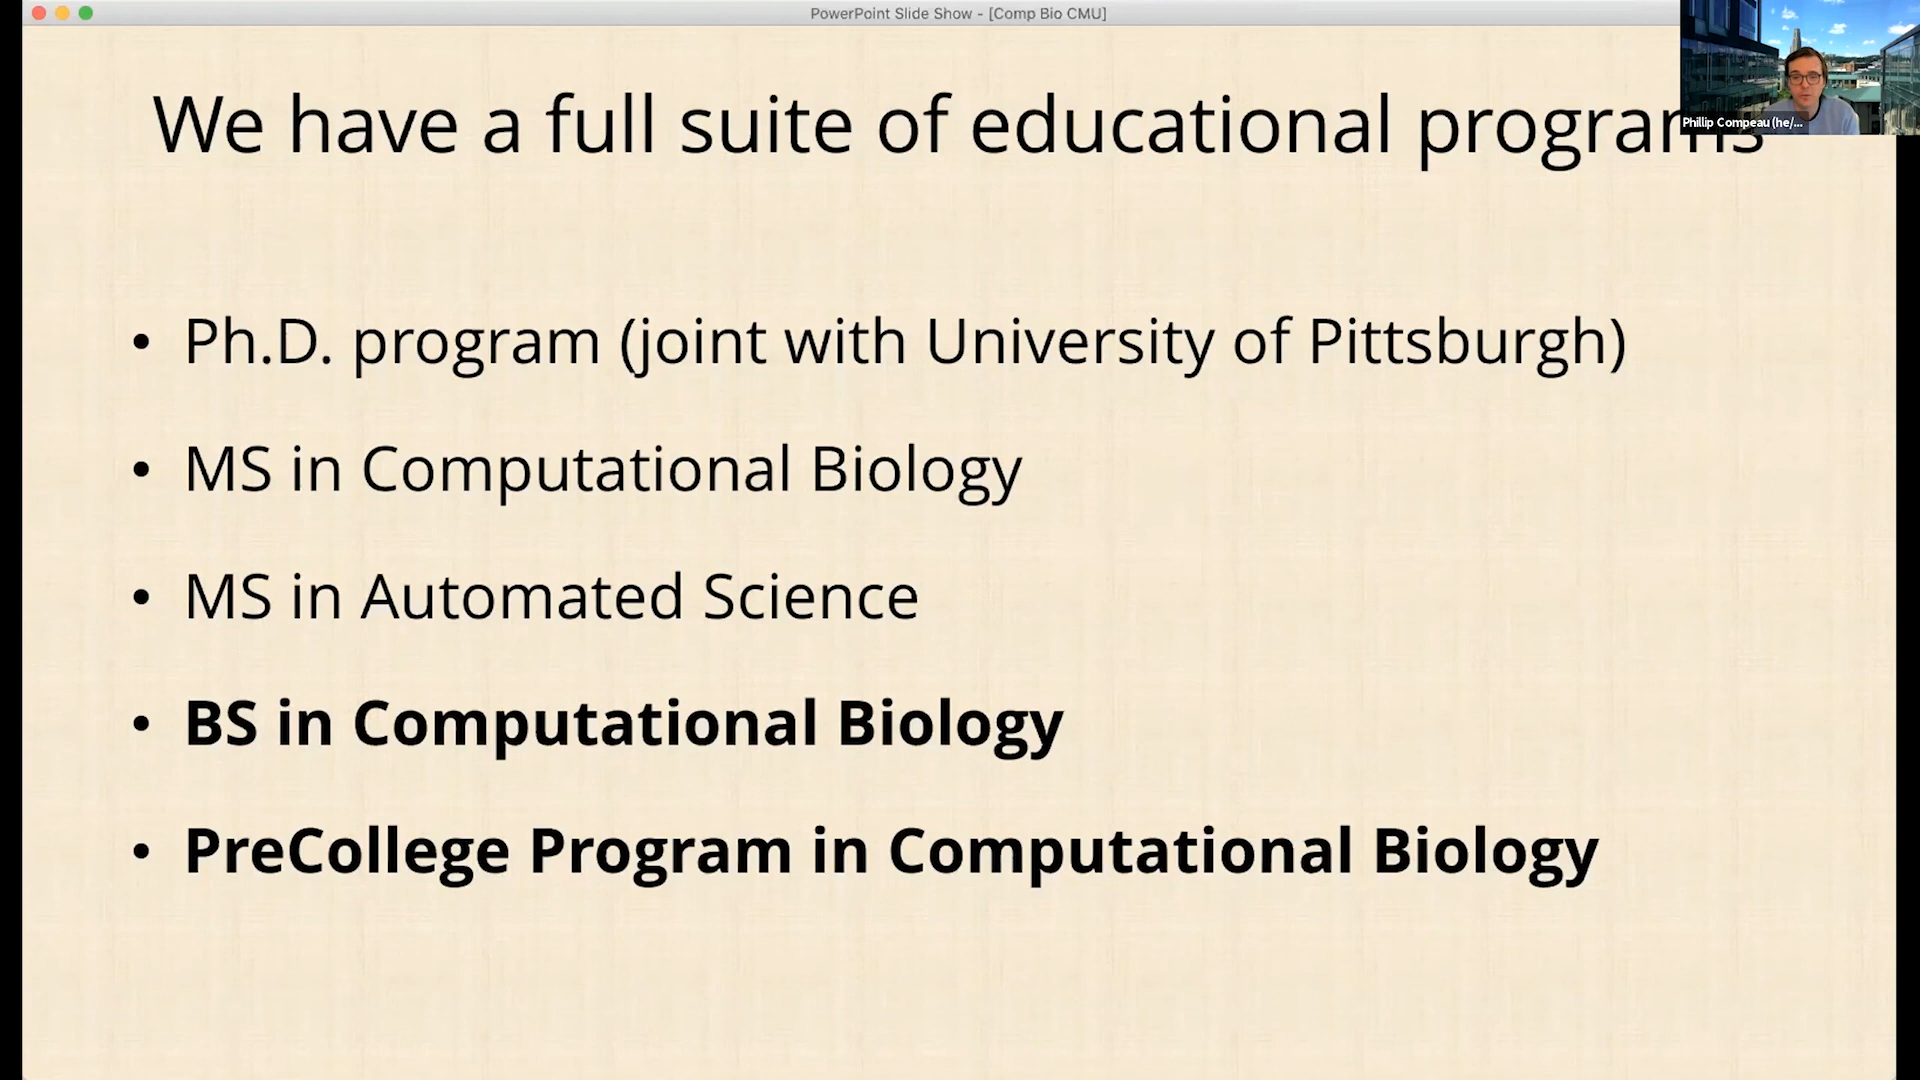 PowerPoint Slide Show - [Comp Bio CMU]
We have a full suite of educational programs
Phillip Compeau (he/...
• Ph.D. program (joint with University of Pittsburgh)
• MS in Computational Biology
• MS in Automated Science
• BS in Computational Biology
• PreCollege Program in Computational Biology